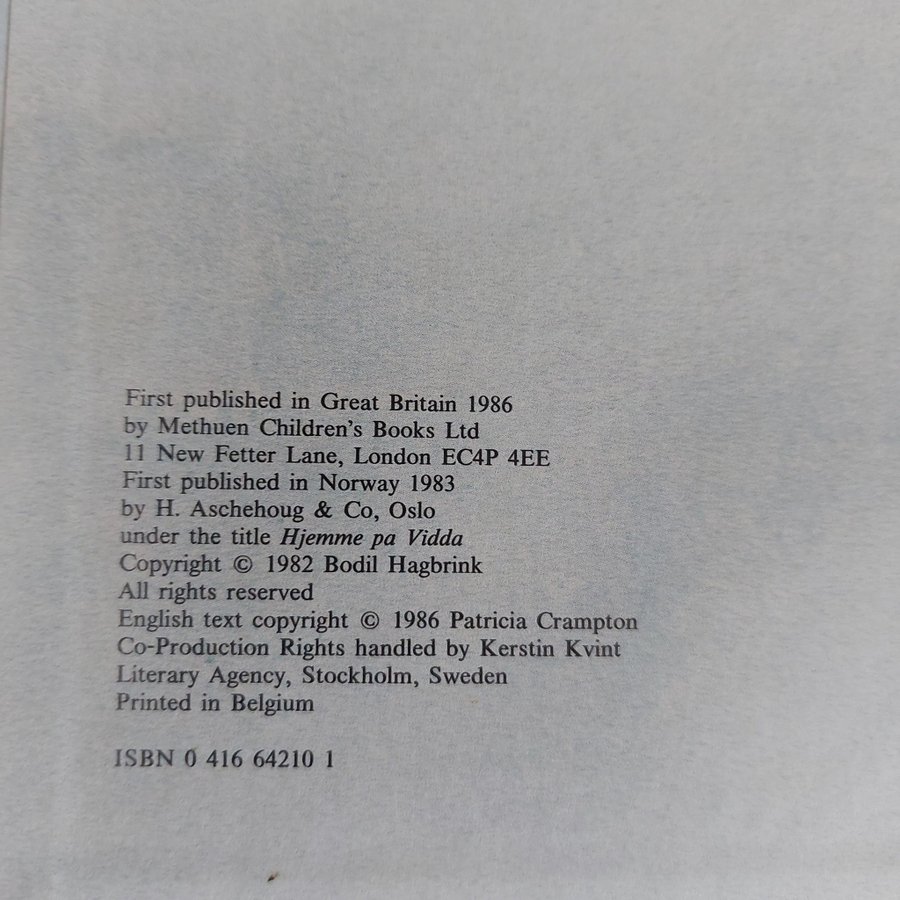 First published in Great Britain 1986
by Methuen Children's Books Ltd
11 New Fetter Lane, London EC4P 4EE
First published in Norway 1983
by H. Aschehoug & Co, Oslo
under the title Hjemme pa Vidda
Copyright © 1982 Bodil Hagbrink
All rights reserved
English text copyright © 1986 Patricia Crampton
Co-Production Rights handled by Kerstin Kvint
Literary Agency, Stockholm, Sweden
Printed in Belgium
ISBN 0 416 64210 1